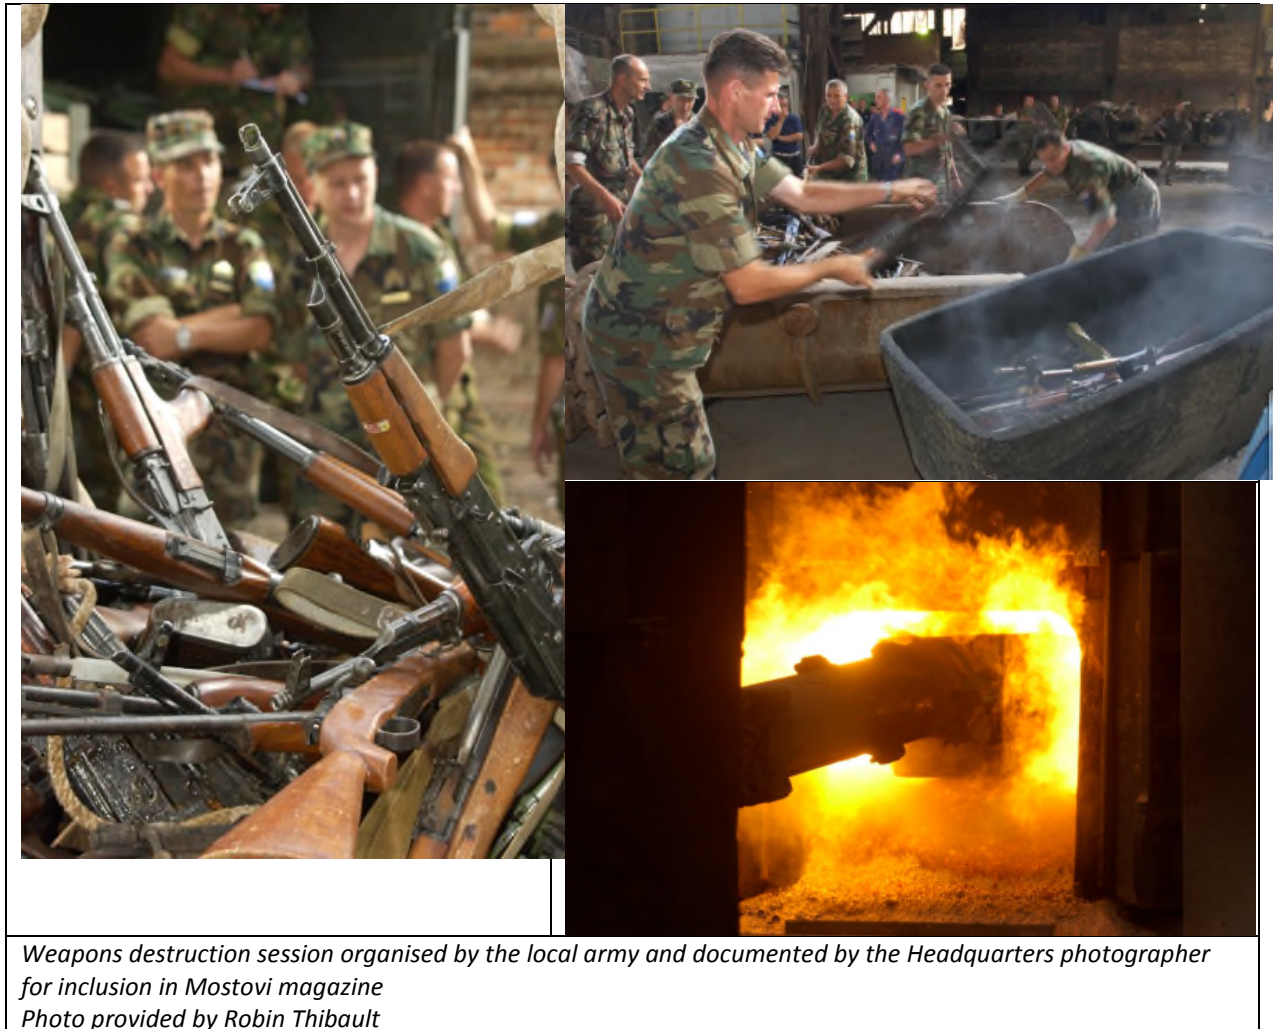 Weapons destruction session organised by the local army and documented by the Headquarters photographer
for inclusion in Mostovi magazine
Photo provided by Robin Thibault